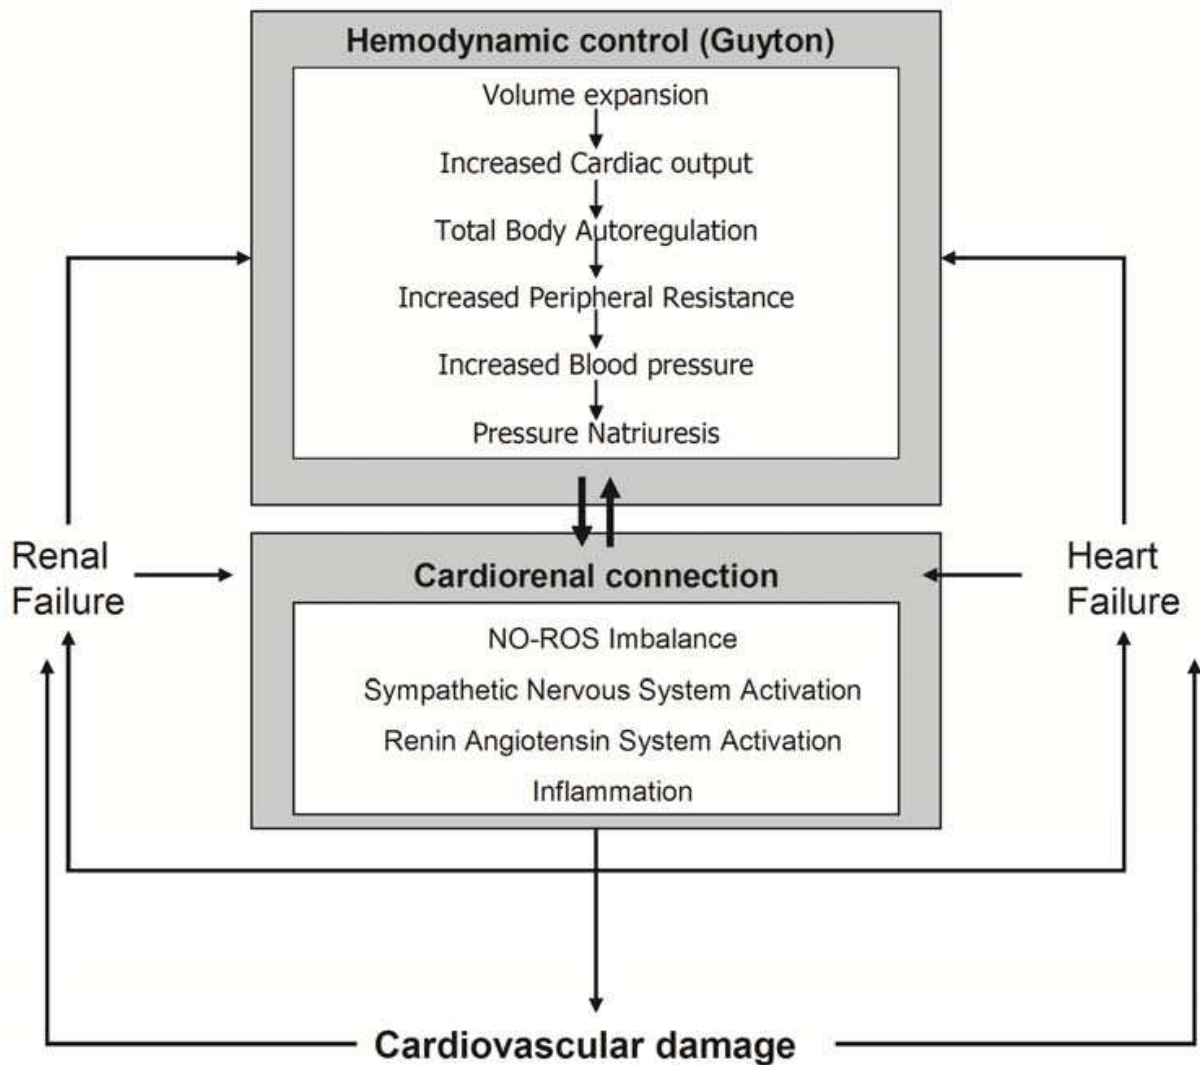 Hemodynamic control (Guyton)
Volume expansion
Increased Cardiac output
Total Body Autoregulation
Increased Peripheral Resistance
Increased Blood pressure
Pressure Natriuresis
Renal
Failure
Heart
Failure
Cardiorenal connection
NO-ROS Imbalance
Sympathetic Nervous System Activation
Renin Angiotensin System Activation
Inflammation
Cardiovascular damage